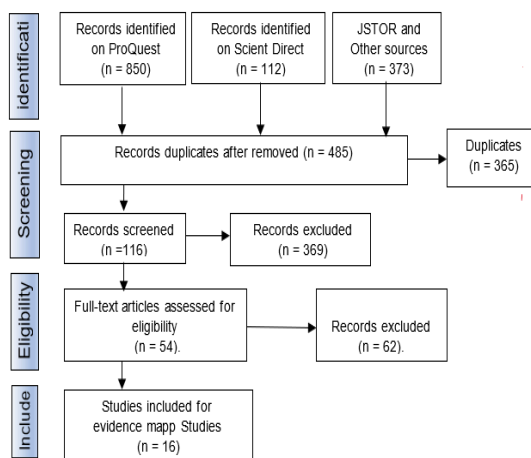 identificati
Records identified
on ProQuest
(n = 850)
Records identified
on Scient Direct
(n = 112)
JSTOR and
Other sources
(n = 373)
Screening
Records duplicates after removed (n = 485)
Duplicates
(n = 365)
Records screened
(n =116)
Records excluded
(n = 369)
Eligibility
Full-text articles assessed for
eligibility
(n = 54).
Records excluded
(n = 62).
Include
Studies included for
evidence mapp Studies
(n = 16)